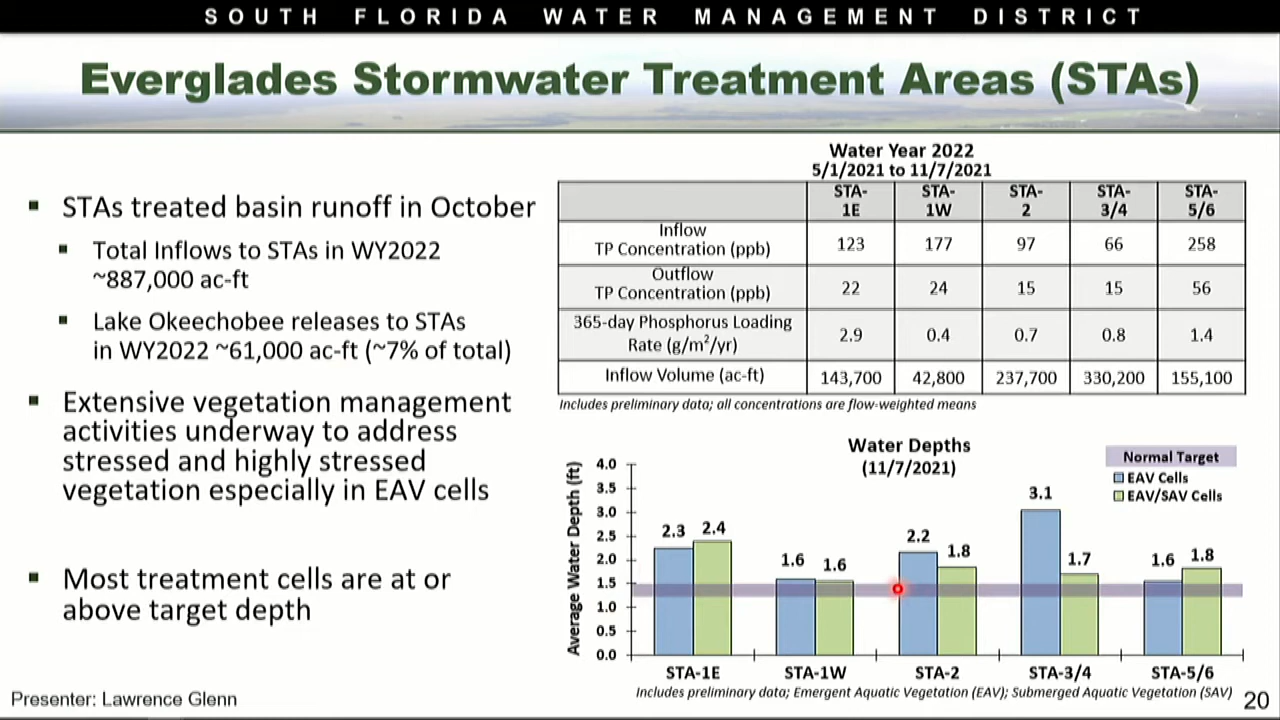 SOUTH FLORIDA WATER MANAGEMENT DISTRICT
Everglades Stormwater Treatment Areas (STAs)
▪ STAs treated basin runoff in October
▪ Total Inflows to STAs in WY2022
~887,000 ac-ft
▪ Lake Okeechobee releases to STAs
in WY2022 ~61,000 ac-ft (~7% of total)
▪ Extensive vegetation management
activities underway to address
stressed and highly stressed
vegetation especially in EAV cells
▪ Most treatment cells are at or
above target depth
Water Year 2022
5/1/2021 to 11/7/2021
STA-1E STA-1W STA-2 STA-3/4 STA-5/6
Inflow
TP Concentration (ppb) 123 177 97 66 258
Outflow
TP Concentration (ppb) 22 24 15 15 56
365-day Phosphorus Loading
Rate (g/m²/yr) 2.9 0.4 0.7 0.8 1.4
Inflow Volume (ac-ft) 143,700 42,800 237,700 330,200 155,100
Includes preliminary data; all concentrations are flow-weighted means
Water Depths
(11/7/2021)
Normal Target
EAV Cells
EAV/SAV Cells
Average Water Depth (ft)
4.0
3.5
3.0
2.5
2.0
1.5
1.0
0.5
0.0
2.3 2.4 1.6 1.6 2.2 1.8 3.1 1.7 1.6 1.8
STA-1E STA-1W STA-2 STA-3/4 STA-5/6
Includes preliminary data; Emergent Aquatic Vegetation (EAV); Submerged Aquatic Vegetation (SAV)
Presenter: Lawrence Glenn
20